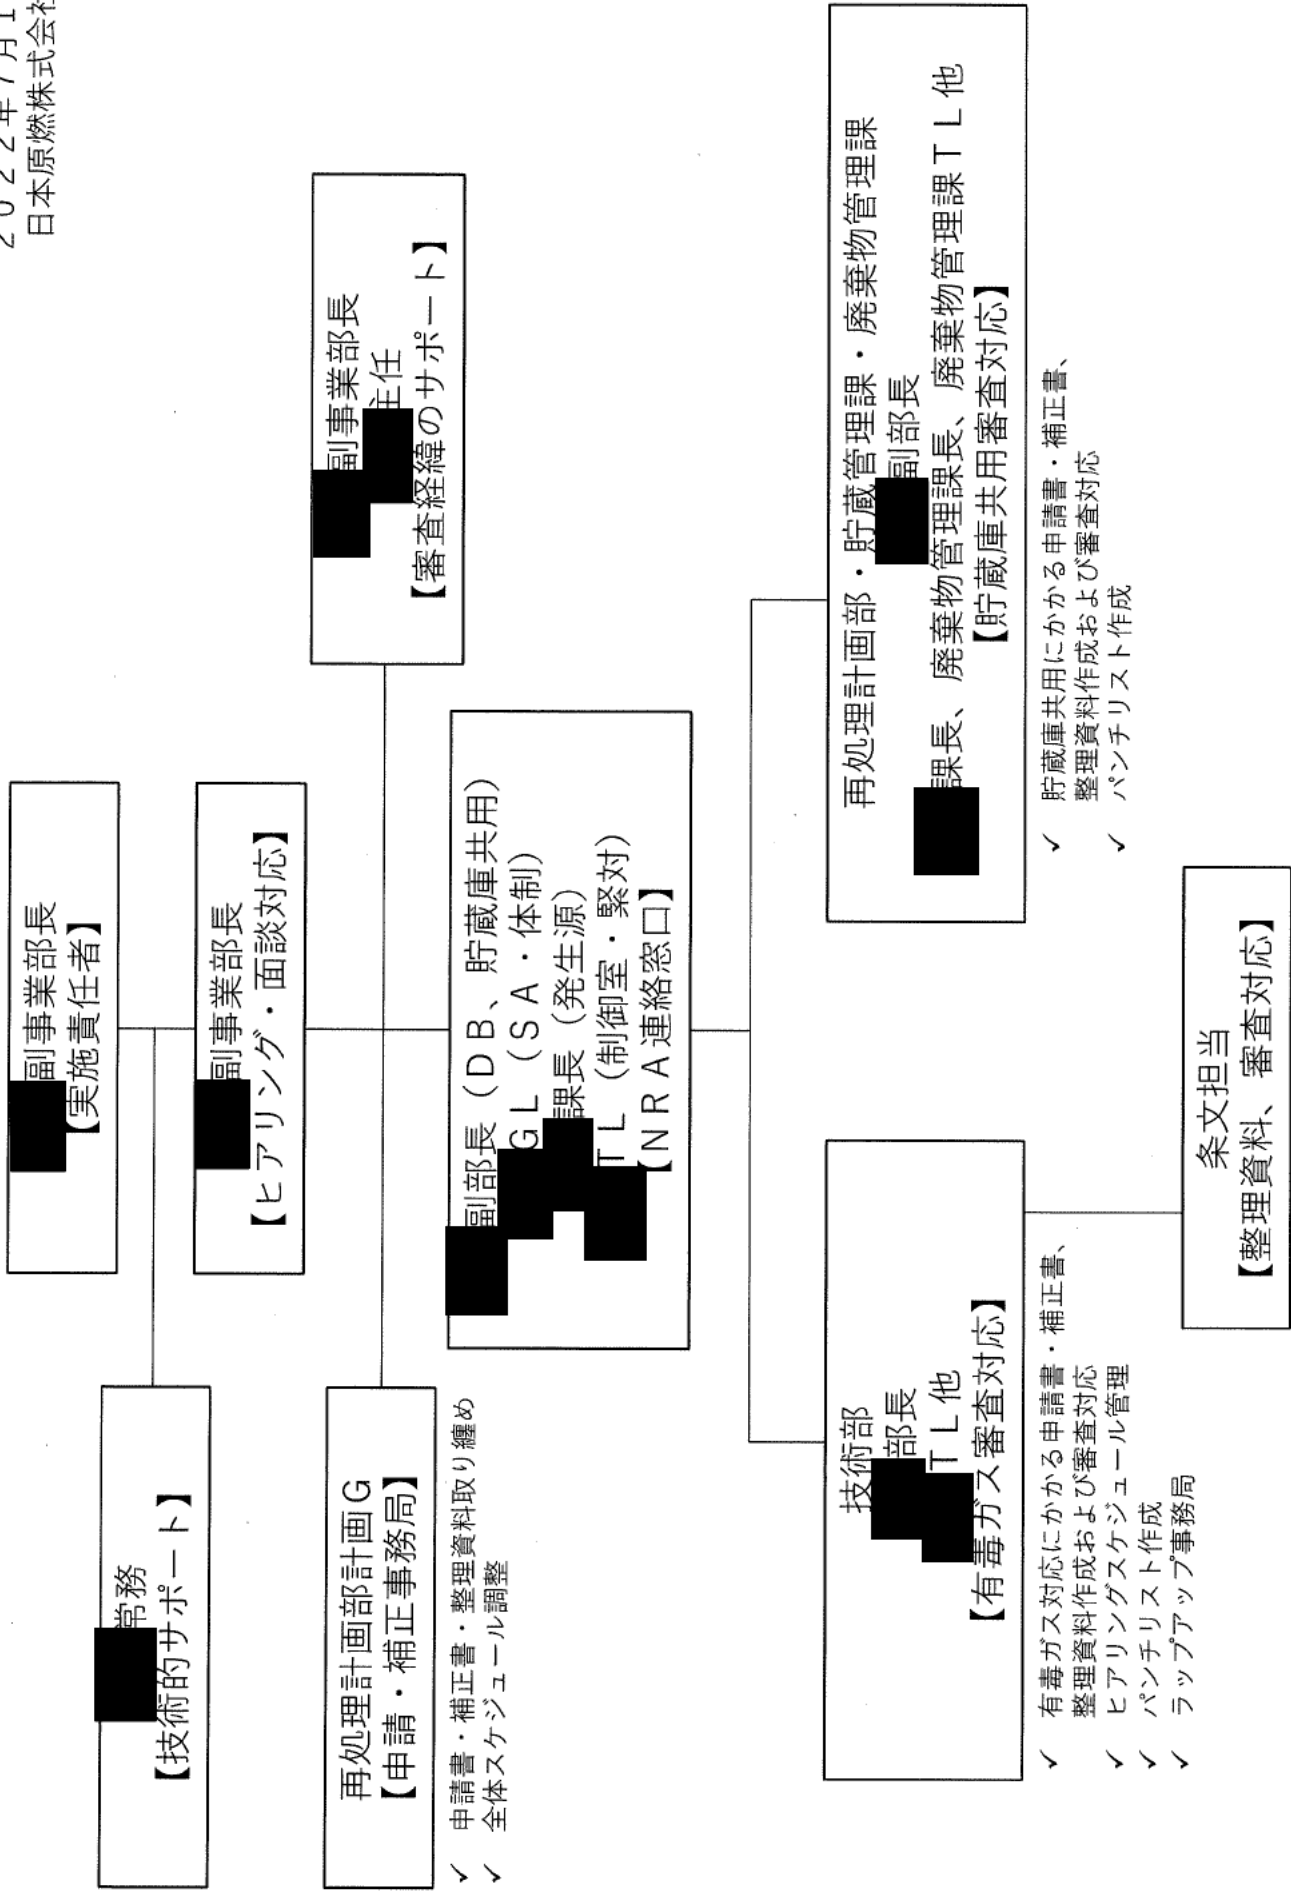 ２０２２年７月１
日本原燃株式会社
副事業部長
【実施責任者】
常務
【技術的サポート】
副事業部長
【ヒアリング・面談対応】
副事業部長
主任
【審査経緯のサポート】
再処理計画部計画Ｇ
【申請・補正事務局】
✓ 申請書・補正書・整理資料取り纏め
✓ 全体スケジュール調整
副部長（ＤＢ、貯蔵庫共用）
ＧＬ（ＳＡ・体制）
課長（発生源）
ＴＬ（制御室・緊対）
【ＮＲＡ連絡窓口】
技術部
部長
ＴＬ他
【有毒ガス審査対応】
✓ 有毒ガス対応にかかる申請書・補正書、
整理資料作成および審査対応
✓ ヒアリングスケジュール管理
✓ パンチリスト作成
✓ ラップアップ事務局
再処理計画部・貯蔵管理課・廃棄物管理課
副部長
課長、廃棄物管理課長、廃棄物管理課ＴＬ他
【貯蔵庫共用審査対応】
✓ 貯蔵庫共用にかかる申請書・補正書、
整理資料作成および審査対応
✓ パンチリスト作成
条文担当
【整理資料、審査対応】